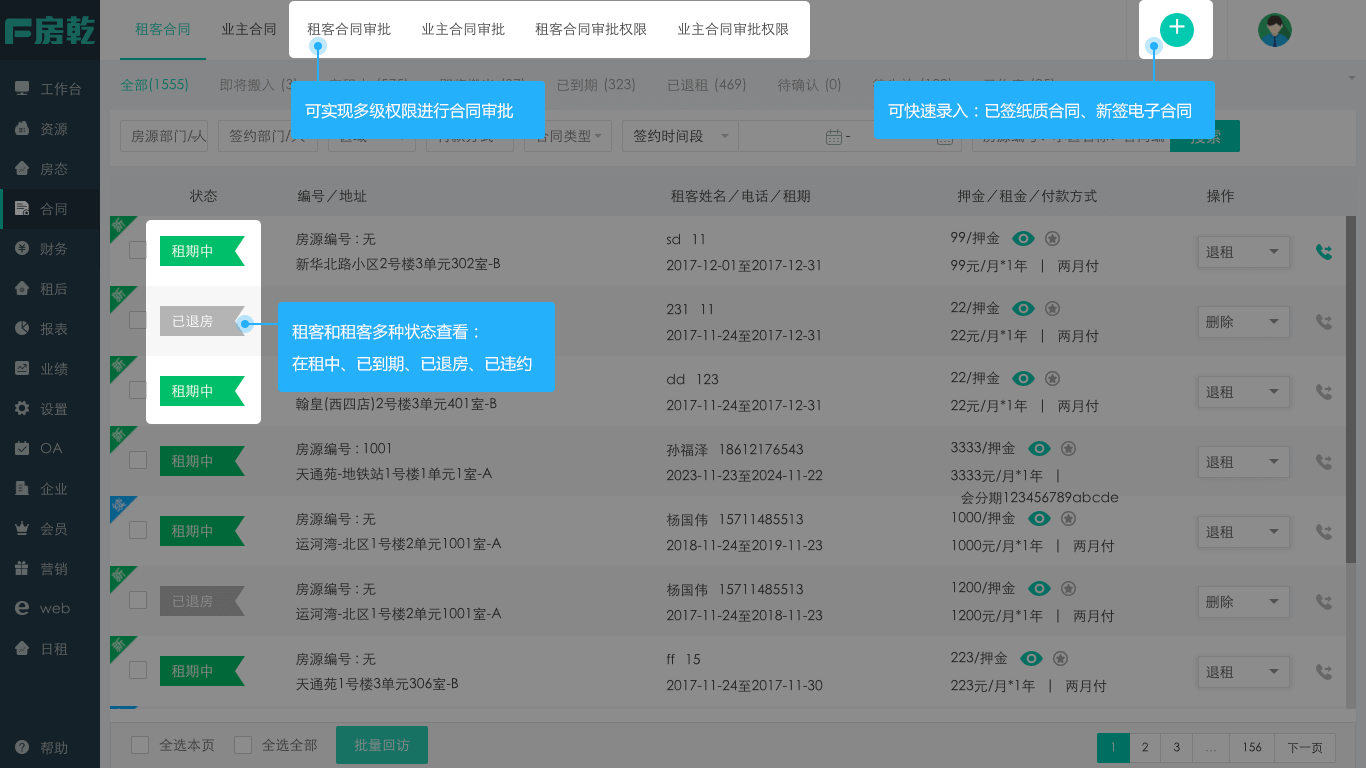 房乾
租客合同 业主合同 租客合同审批 业主合同审批 租客合同审批权限 业主合同审批权限
全部(1555) 即将搬入 已到期 (323) 已退租 (469) 待确认 (0)
可实现多级权限进行合同审批
可快速录入：已签纸质合同、新签电子合同
房源部门/人 签约部门/人 合同类型 签约时间段 - 搜索
状态 编号／地址 租客姓名／电话／租期 押金／租金／付款方式 操作
工作台
资源
房态
合同
财务
租后
报表
业绩
设置
OA
企业
会员
营销
web
日租
帮助
新 租期中 房源编号：无 sd 11 99/押金 退租
新华北路小区2号楼3单元302室-B 2017-12-01至2017-12-31 99元/月*1年 | 两月付
新 已退房 231 11 22/押金 删除
2017-11-24至2017-12-31 22元/月*1年 | 两月付
租客和租客多种状态查看：
在租中、已到期、已退房、已违约
新 租期中 dd 123 22/押金 退租
翰皇(西四店)2号楼3单元401室-B 2017-11-24至2017-12-31 22元/月*1年 | 两月付
新 租期中 房源编号：1001 孙福泽 18612176543 3333/押金 退租
天通苑-地铁站1号楼1单元1室-A 2023-11-23至2024-11-22 3333元/月*1年 |
会分期123456789abcde
续 租期中 房源编号：无 杨国伟 15711485513 1000/押金 退租
运河湾-北区1号楼2单元1001室-A 2018-11-24至2019-11-23 1000元/月*1年 | 两月付
新 已退房 房源编号：无 杨国伟 15711485513 1200/押金 删除
运河湾-北区1号楼2单元1001室-A 2017-11-24至2018-11-23 1200元/月*1年 | 两月付
新 租期中 房源编号：无 ff 15 223/押金 退租
天通苑1号楼3单元306室-B 2017-11-24至2017-11-30 223元/月*1年 | 两月付
全选本页 全选全部 批量回访 1 2 3 ... 156 下一页